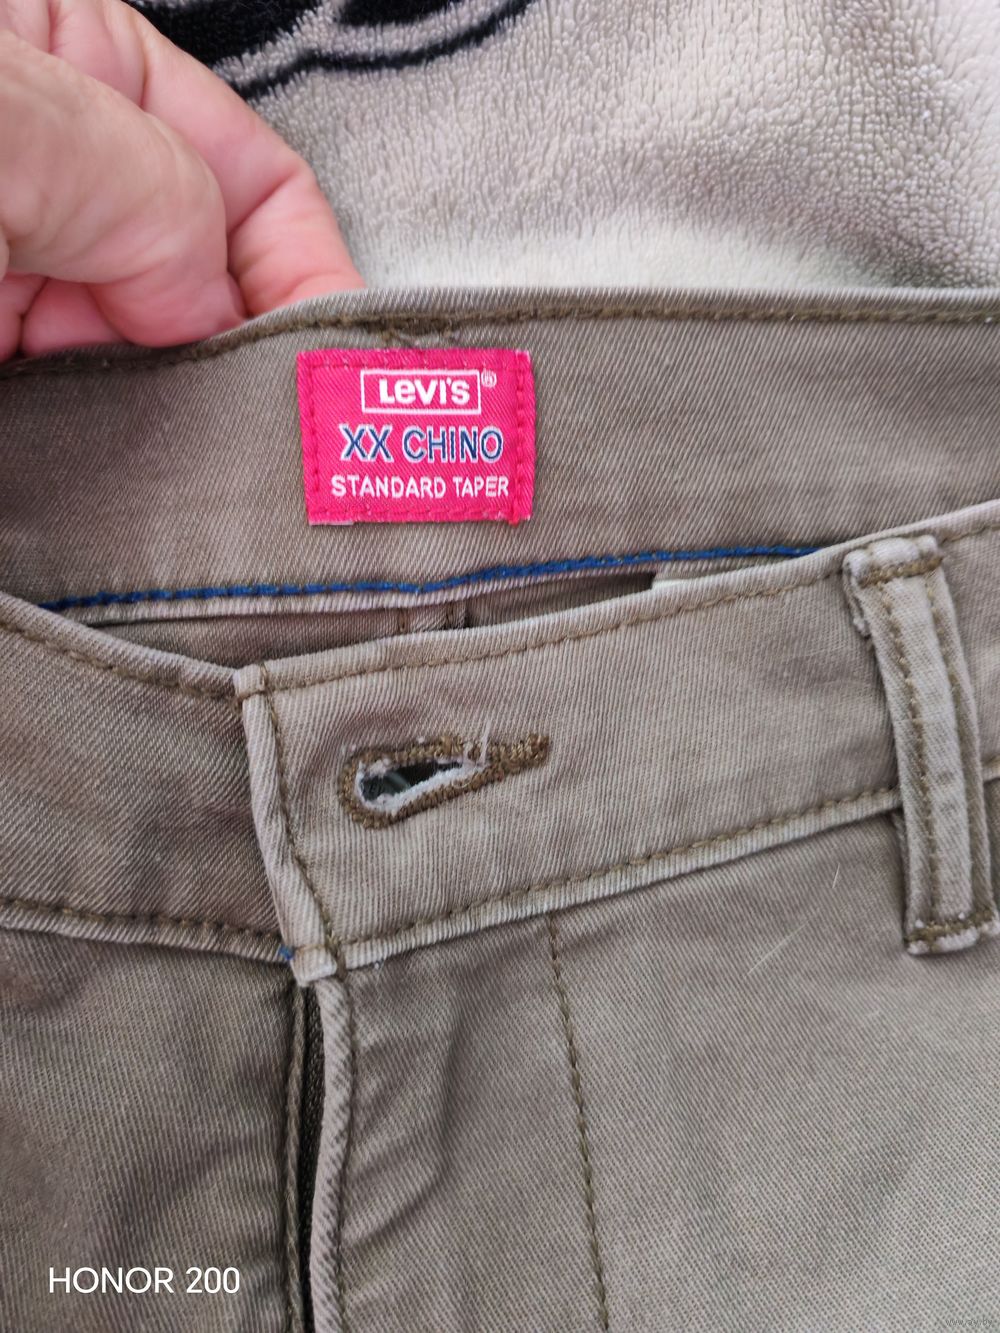 LEVI'S®
XX CHINO
STANDARD TAPER
HONOR 200